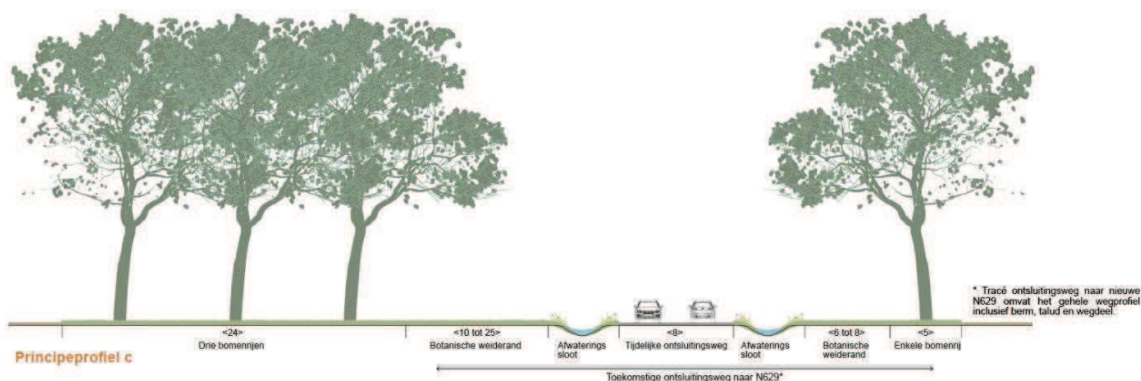 * Tracé ontsluitingsweg naar nieuwe
N629 omvat het gehele wegprofiel
inclusief berm, talud en wegdeel.
<24>
<10 tot 25>
<8>
<6 tot 8>
<5>
Drie bomenrijen
Botanische weiderand
Afwaterings
sloot
Tijdelijke ontsluitingsweg
Afwaterings
sloot
Botanische
weiderand
Enkele bomenrij
Principeprofiel c
Toekomstige ontsluitingsweg naar N629*